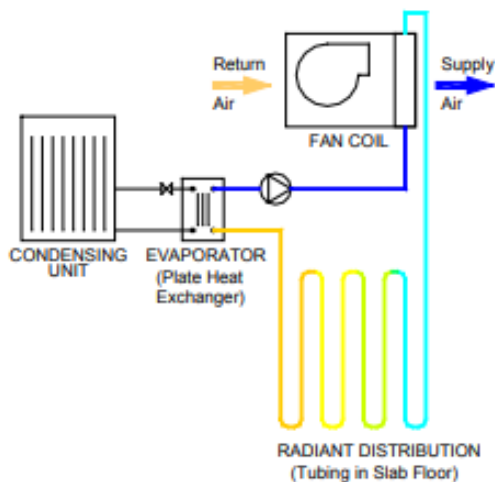 Return
Air
Supply
Air
FAN COIL
CONDENSING
UNIT
EVAPORATOR
(Plate Heat
Exchanger)
RADIANT DISTRIBUTION
(Tubing in Slab Floor)